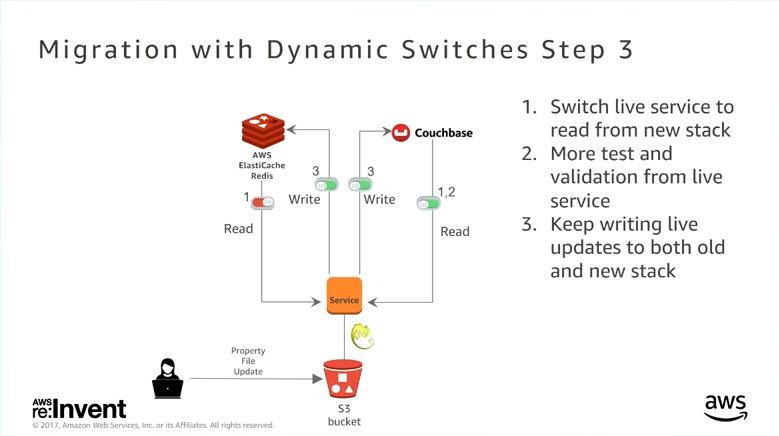 Migration with Dynamic Switches Step 3
AWS
ElastiCache
Redis
Couchbase
3
3
1
1,2
Write
Write
Read
Read
Service
Property
File
Update
S3
bucket
1. Switch live service to
read from new stack
2. More test and
validation from live
service
3. Keep writing live
updates to both old
and new stack
AWS
re:Invent
© 2017, Amazon Web Services, Inc. or its Affiliates. All rights reserved.
aws